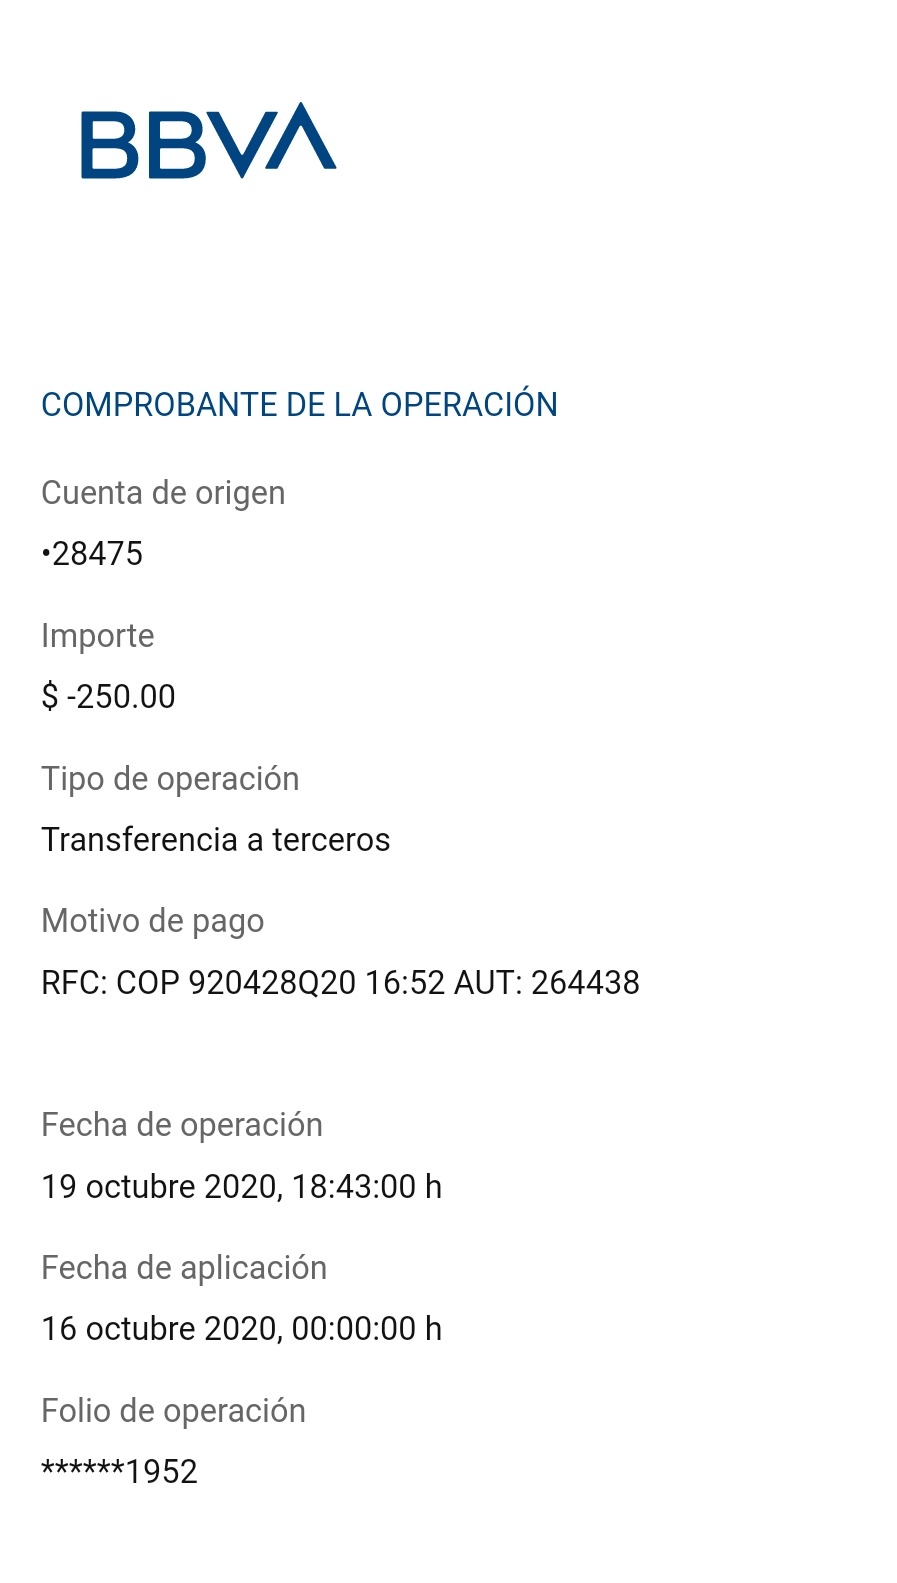 BBVA
COMPROBANTE DE LA OPERACIÓN
Cuenta de origen
•28475
Importe
$ -250.00
Tipo de operación
Transferencia a terceros
Motivo de pago
RFC: COP 920428Q20 16:52 AUT: 264438
Fecha de operación
19 octubre 2020, 18:43:00 h
Fecha de aplicación
16 octubre 2020, 00:00:00 h
Folio de operación
******1952